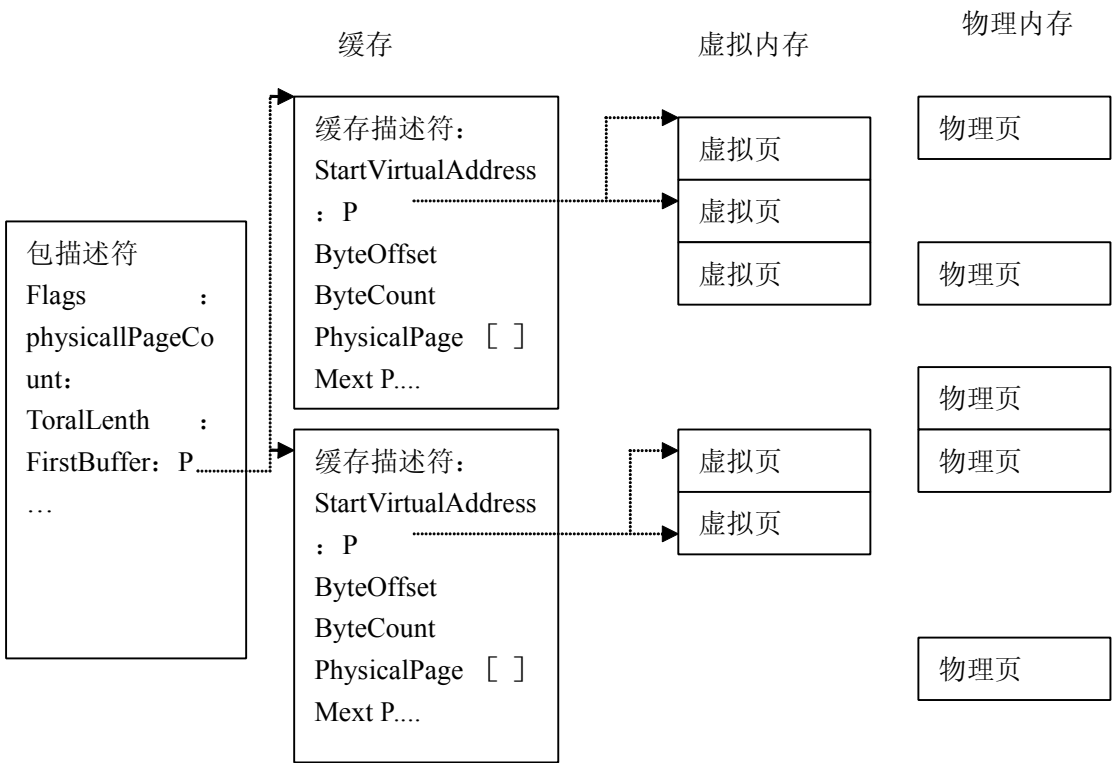 缓存
虚拟内存
物理内存
包描述符
Flags :
physicallPageCo
unt：
ToralLenth :
FirstBuffer：P
…
缓存描述符：
StartVirtualAddress
：P
ByteOffset
ByteCount
PhysicalPage ［ ］
Mext P....
缓存描述符：
StartVirtualAddress
：P
ByteOffset
ByteCount
PhysicalPage ［ ］
Mext P....
虚拟页
虚拟页
虚拟页
虚拟页
虚拟页
物理页
物理页
物理页
物理页
物理页